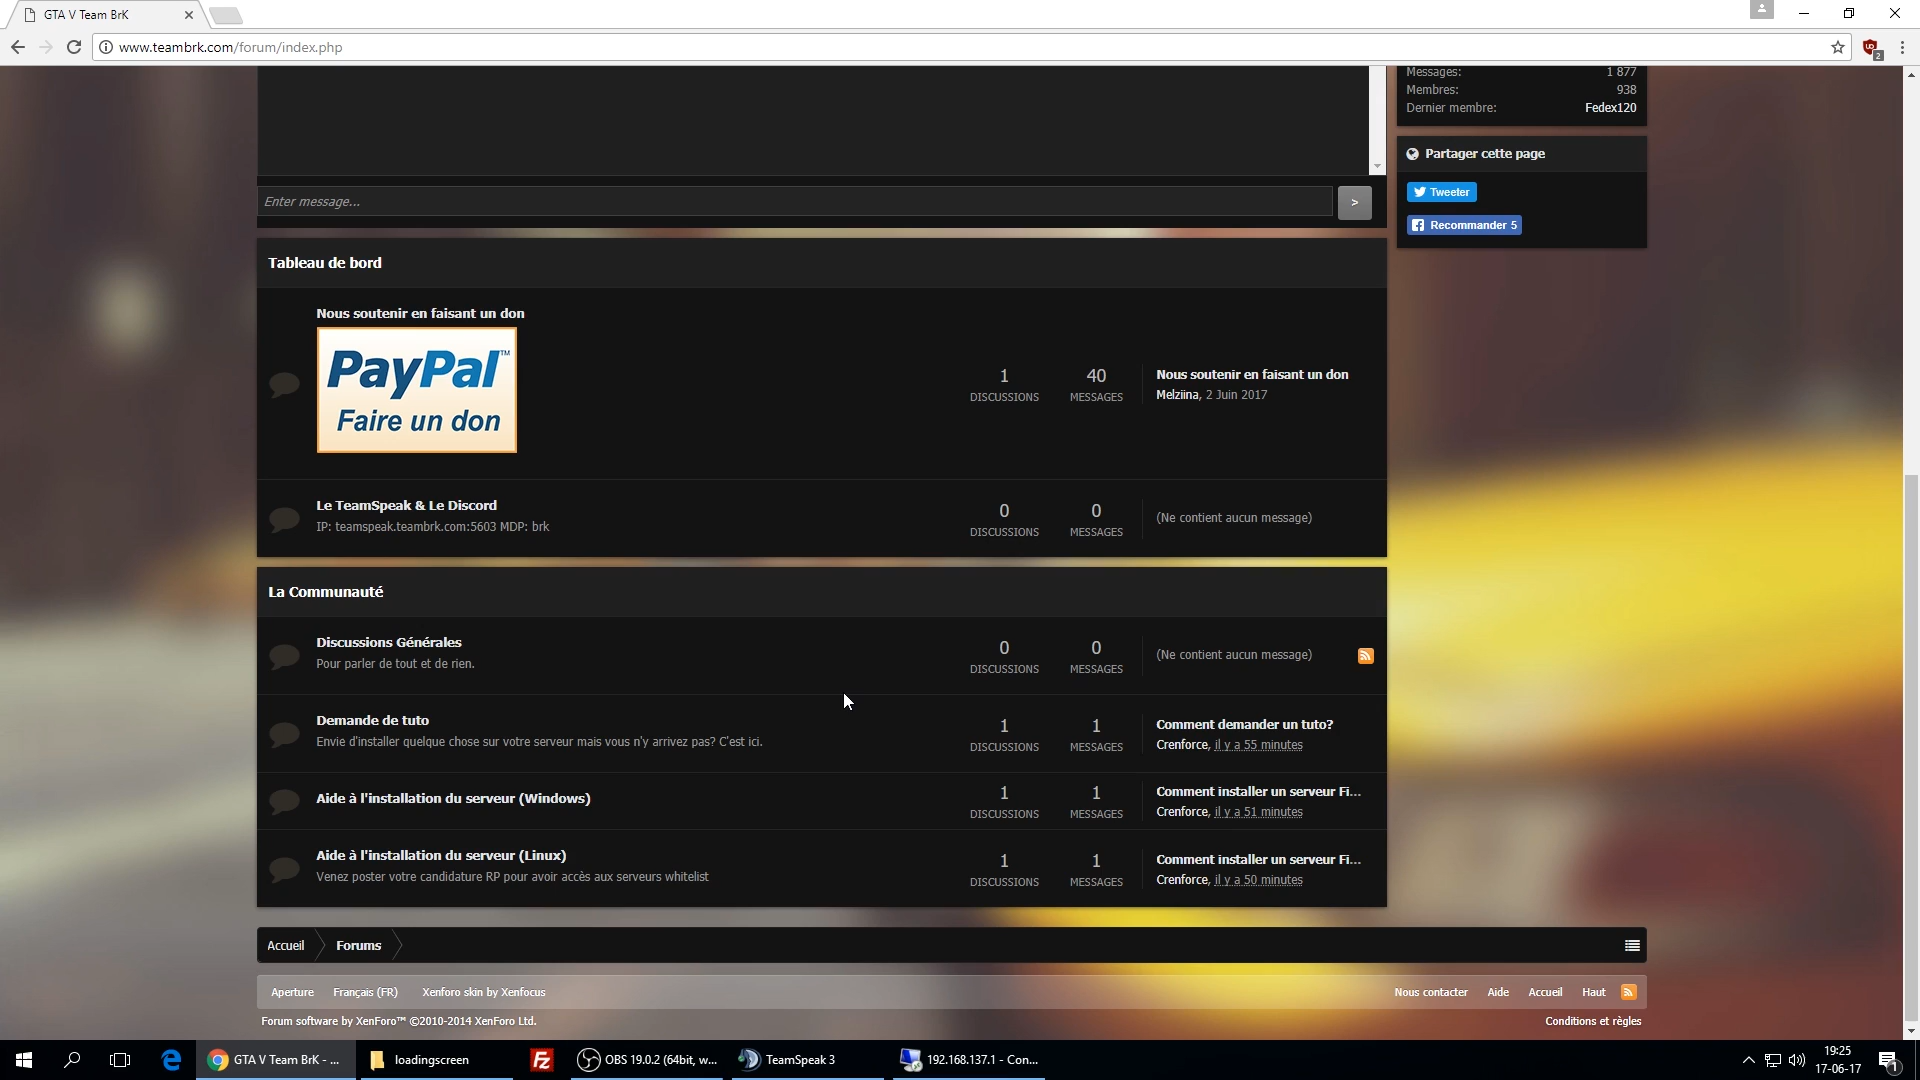 GTA V Team BrK
www.teambrk.com/forum/index.php
2
Messages: 1 877
Membres: 938
Dernier membre: Fedex120
Partager cette page
Tweeter
Recommander 5
Enter message...
>
Tableau de bord
Nous soutenir en faisant un don
PayPal™
Faire un don
1 DISCUSSIONS
40 MESSAGES
Nous soutenir en faisant un don
Melziina, 2 Juin 2017
Le TeamSpeak & Le Discord
IP: teamspeak.teambrk.com:5603 MDP: brk
0 DISCUSSIONS
0 MESSAGES
(Ne contient aucun message)
La Communauté
Discussions Générales
Pour parler de tout et de rien.
0 DISCUSSIONS
0 MESSAGES
(Ne contient aucun message)
Demande de tuto
Envie d'installer quelque chose sur votre serveur mais vous n'y arrivez pas? C'est ici.
1 DISCUSSIONS
1 MESSAGES
Comment demander un tuto?
Crenforce, il y a 55 minutes
Aide à l'installation du serveur (Windows)
1 DISCUSSIONS
1 MESSAGES
Comment installer un serveur Fi...
Crenforce, il y a 51 minutes
Aide à l'installation du serveur (Linux)
Venez poster votre candidature RP pour avoir accès aux serveurs whitelist
1 DISCUSSIONS
1 MESSAGES
Comment installer un serveur Fi...
Crenforce, il y a 50 minutes
Accueil Forums
Aperture Français (FR) Xenforo skin by Xenfocus
Nous contacter Aide Accueil Haut
Forum software by XenForo™ ©2010-2014 XenForo Ltd.
Conditions et règles
GTA V Team BrK - ...
loadingscreen
Fz
OBS 19.0.2 (64bit, w...
TeamSpeak 3
192.168.137.1 - Con...
19:25
17-06-17
1